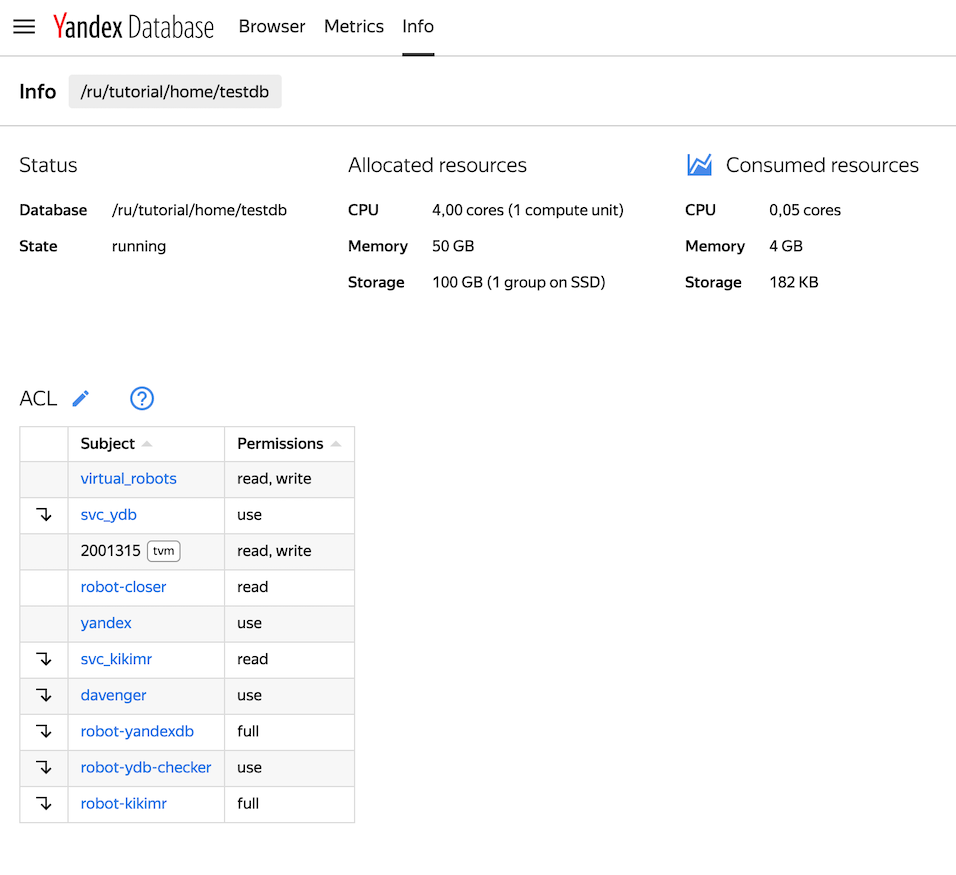 Yandex Database Browser Metrics Info
Info /ru/tutorial/home/testdb
Status
Database /ru/tutorial/home/testdb
State running
Allocated resources
CPU 4,00 cores (1 compute unit)
Memory 50 GB
Storage 100 GB (1 group on SSD)
Consumed resources
CPU 0,05 cores
Memory 4 GB
Storage 182 KB
ACL ?
Subject Permissions
virtual_robots read, write
svc_ydb use
2001315 tvm read, write
robot-closer read
yandex use
svc_kikimr read
davenger use
robot-yandexdb full
robot-ydb-checker use
robot-kikimr full